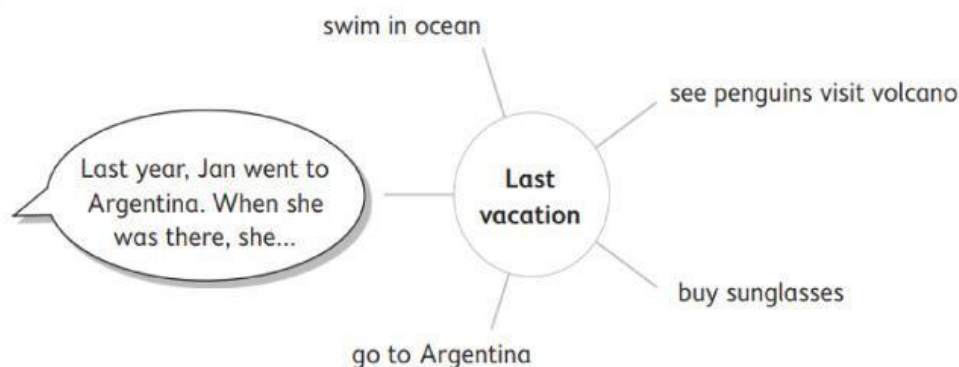 swim in ocean
see penguins visit volcano
Last year, Jan went to
Argentina. When she
was there, she...
Last
vacation
buy sunglasses
go to Argentina